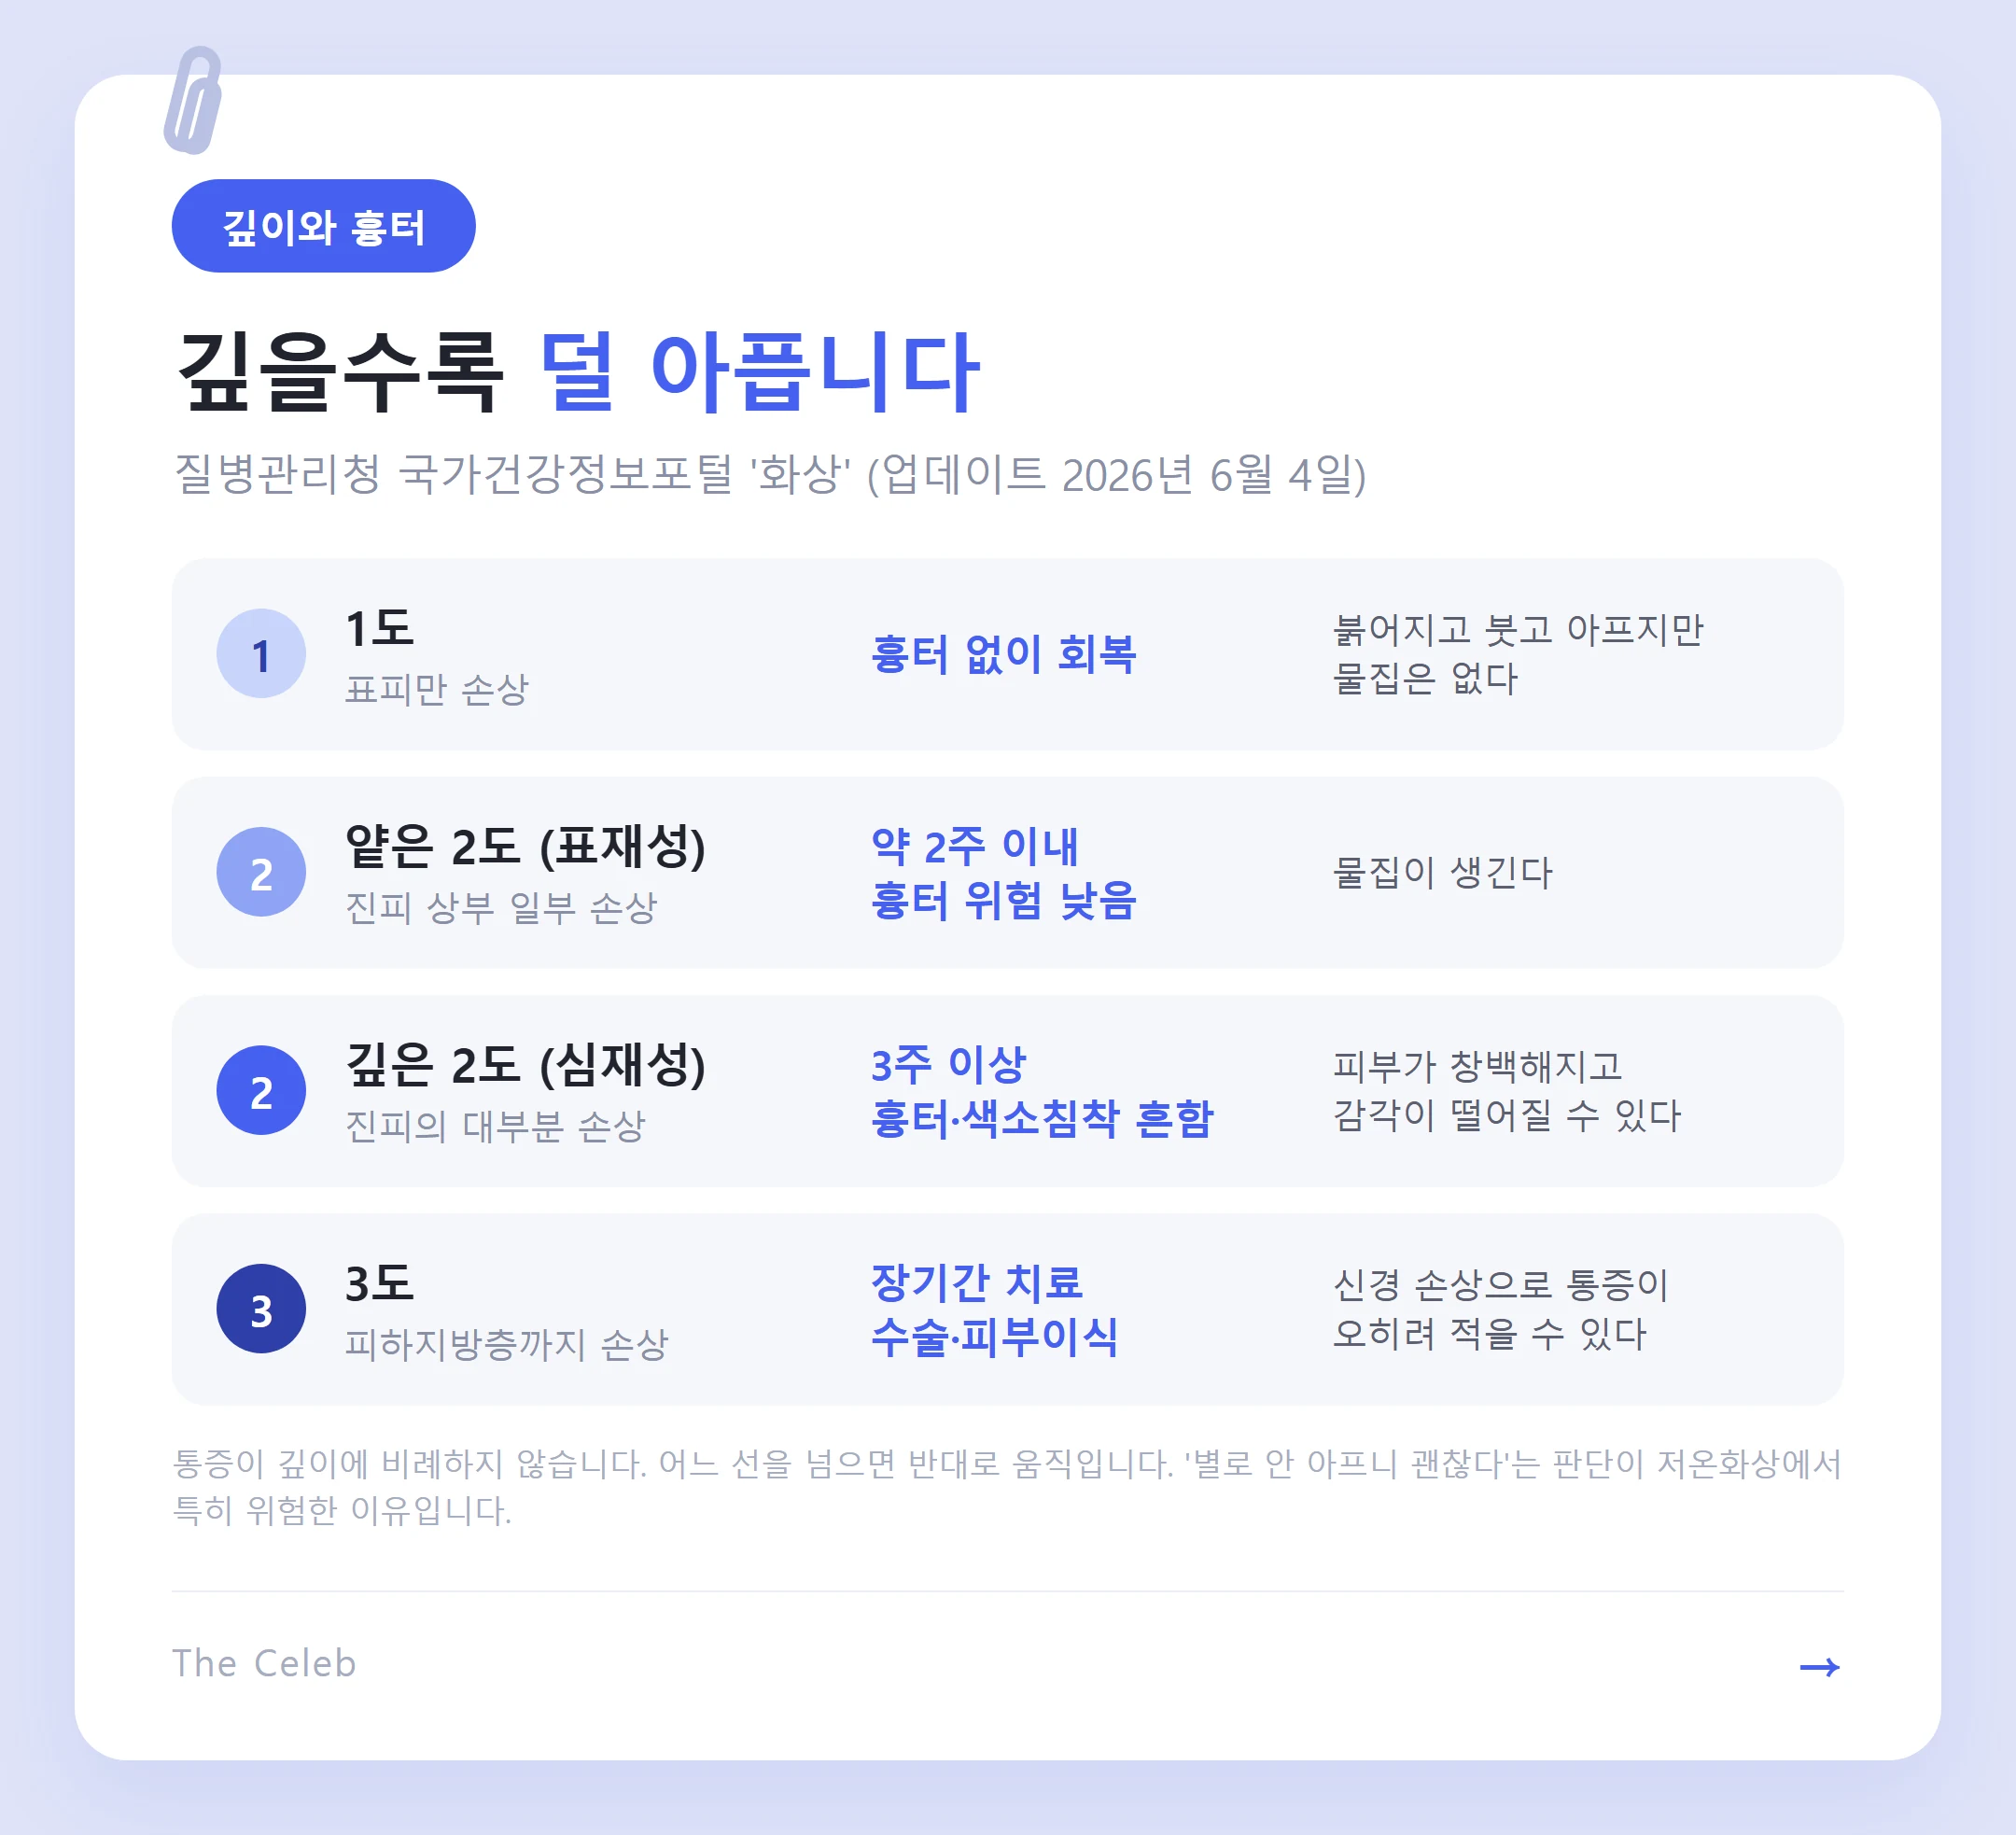 깊이와 흉터
깊을수록 덜 아픕니다
질병관리청 국가건강정보포털 '화상' (업데이트 2026년 6월 4일)
1
1도
표피만 손상
흉터 없이 회복
붉어지고 붓고 아프지만
물집은 없다
2
얕은 2도 (표재성)
진피 상부 일부 손상
약 2주 이내
흉터 위험 낮음
물집이 생긴다
2
깊은 2도 (심재성)
진피의 대부분 손상
3주 이상
흉터·색소침착 흔함
피부가 창백해지고
감각이 떨어질 수 있다
3
3도
피하지방층까지 손상
장기간 치료
수술·피부이식
신경 손상으로 통증이
오히려 적을 수 있다
통증이 깊이에 비례하지 않습니다. 어느 선을 넘으면 반대로 움직입니다. '별로 안 아프니 괜찮다'는 판단이 저온화상에서
특히 위험한 이유입니다.
The Celeb
→